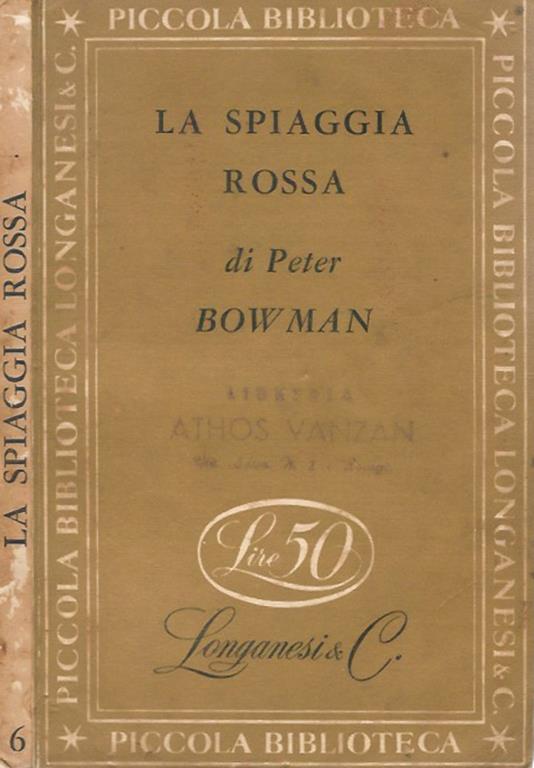 PICCOLA BIBLIOTECA
PICCOLA BIBLIOTECA LONGANESI & C.
PICCOLA BIBLIOTECA LONGANESI & C.
LA SPIAGGIA
ROSSA
di Peter
BOWMAN
LIBRERIA
ATHOS VANZAN
Lire 50
Longanesi & C.
PICCOLA BIBLIOTECA
LA SPIAGGIA ROSSA
6